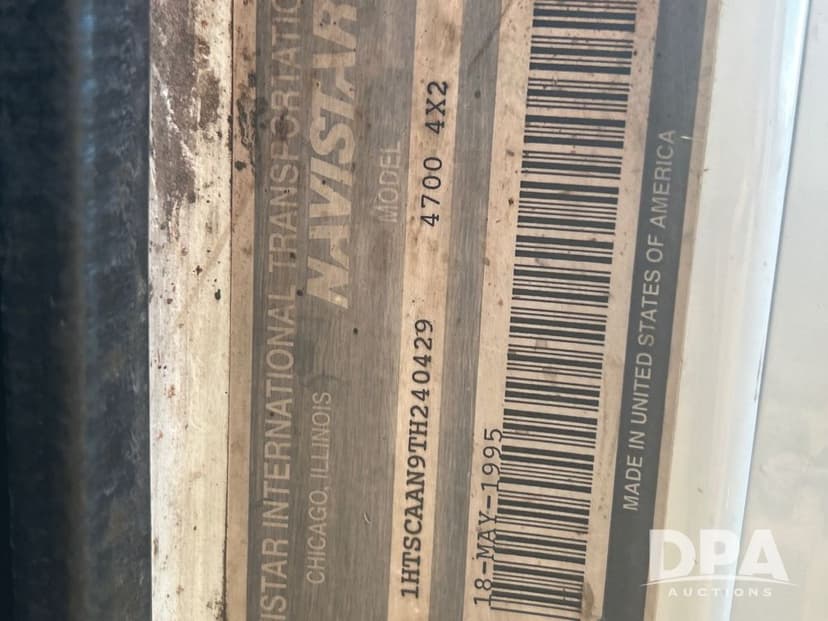 ISTAR INTERNATIONAL TRANSPORTATIO
CHICAGO, ILLINOIS
NAVISTAR
MODEL
1HTSCAAN9TH240429 4700 4X2
18-MAY-1995
MADE IN UNITED STATES OF AMERICA
DPA
AUCTIONS